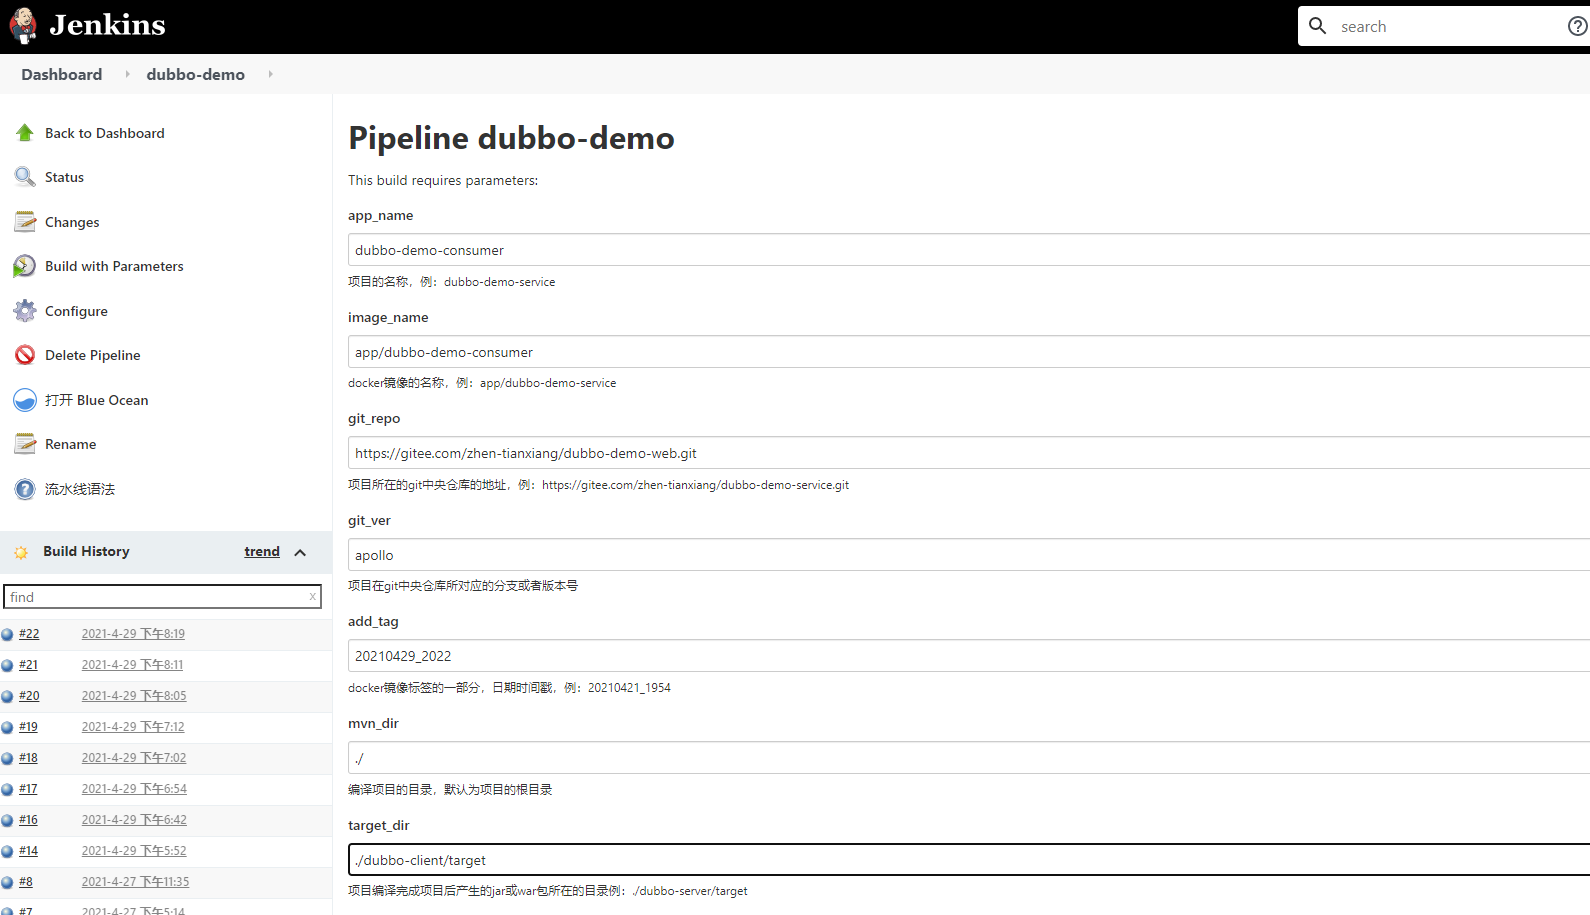 Jenkins
search
Dashboard
dubbo-demo
Back to Dashboard
Status
Changes
Build with Parameters
Configure
Delete Pipeline
打开 Blue Ocean
Rename
流水线语法
Build History
trend
find
x
#22 2021-4-29 下午8:19
#21 2021-4-29 下午8:11
#20 2021-4-29 下午8:05
#19 2021-4-29 下午7:12
#18 2021-4-29 下午7:02
#17 2021-4-29 下午6:54
#16 2021-4-29 下午6:42
#14 2021-4-29 下午5:52
#8 2021-4-27 下午11:35
#7 2021-4-27 下午5:14
Pipeline dubbo-demo
This build requires parameters:
app_name
dubbo-demo-consumer
项目的名称，例：dubbo-demo-service
image_name
app/dubbo-demo-consumer
docker镜像的名称，例：app/dubbo-demo-service
git_repo
https://gitee.com/zhen-tianxiang/dubbo-demo-web.git
项目所在的git中央仓库的地址，例：https://gitee.com/zhen-tianxiang/dubbo-demo-service.git
git_ver
apollo
项目在git中央仓库所对应的分支或者版本号
add_tag
20210429_2022
docker镜像标签的一部分，日期时间戳，例：20210421_1954
mvn_dir
./
编译项目的目录，默认为项目的根目录
target_dir
./dubbo-client/target
项目编译完成项目后产生的jar或war包所在的目录例：./dubbo-server/target